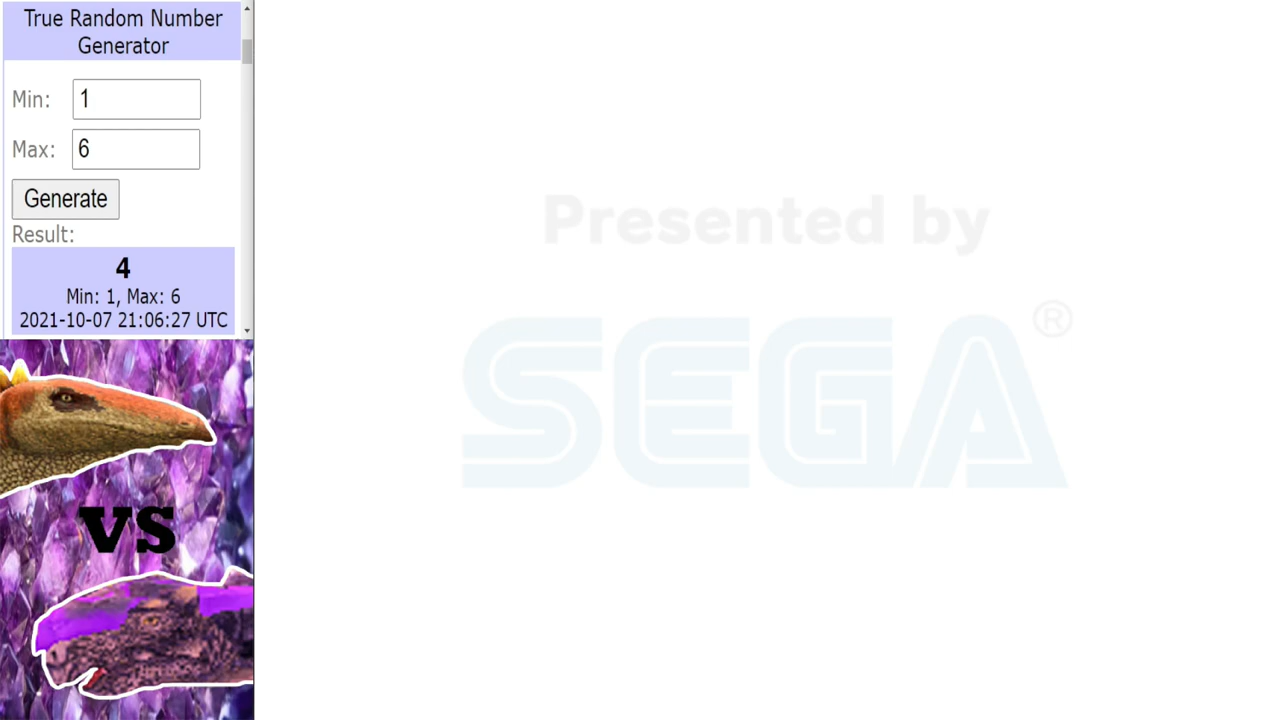 True Random Number
Generator
Min: 1
Max: 6
Generate
Result:
4
Min: 1, Max: 6
2021-10-07 21:06:27 UTC
vs
Presented by
SEGA®